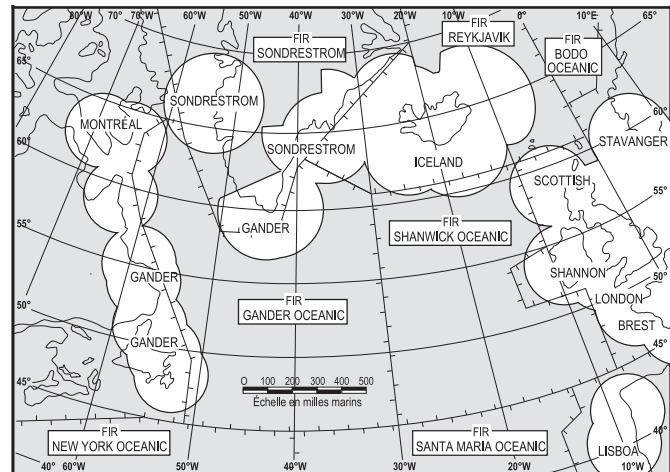 80°W 70°W 60°W 50°W 40°W 30°W 20°W 10°W 0° 10°E 65°
FIR
SONDRESTROM
FIR
REYKJAVIK
FIR
BODO
OCEANIC
65°
SONDRESTROM
MONTRÉAL
60°
60°
STAVANGER
SONDRESTROM
ICELAND
SCOTTISH
55°
55°
GANDER
FIR
SHANWICK OCEANIC
GANDER
SHANNON
50°
50°
LONDON
FIR
GANDER OCEANIC
BREST
GANDER
45°
45°
0 100 200 300 400 500
Échelle en milles marins
FIR
NEW YORK OCEANIC
FIR
SANTA MARIA OCEANIC
40°
LISBOA
40° 60°W 50°W 40°W 30°W 20°W 10°W